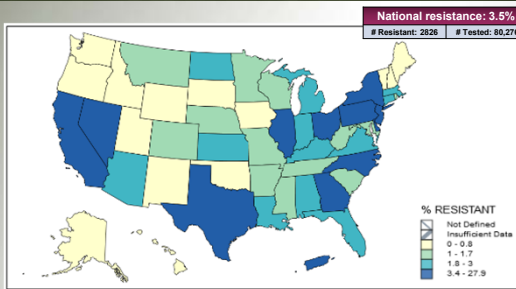 National resistance: 3.5%
# Resistant: 2826 # Tested: 80,276
% RESISTANT
Not Defined
Insufficient Data
0 - 0.8
1 - 1.7
1.8 - 3
3.4 - 27.9